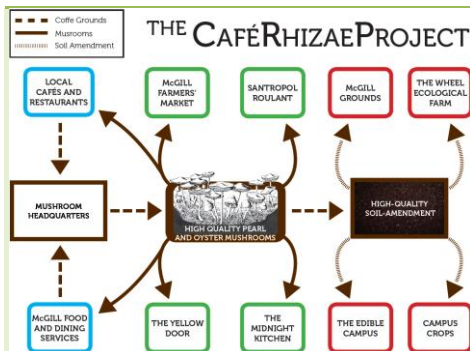 Coffe Grounds
Musrooms
Soil Amendment
THE CaféRhizaeProject
LOCAL
CAFÉS AND
RESTAURANTS
McGILL
FARMERS'
MARKET
SANTROPOL
ROULANT
McGILL
GROUNDS
THE WHEEL
ECOLOGICAL
FARM
MUSHROOM
HEADQUARTERS
HIGH QUALITY PEARL
AND OYSTER MUSHROOMS
HIGH-QUALITY
SOIL-AMENDMENT
McGILL FOOD
AND DINING
SERVICES
THE YELLOW
DOOR
THE
MIDNIGHT
KITCHEN
THE EDIBLE
CAMPUS
CAMPUS
CROPS